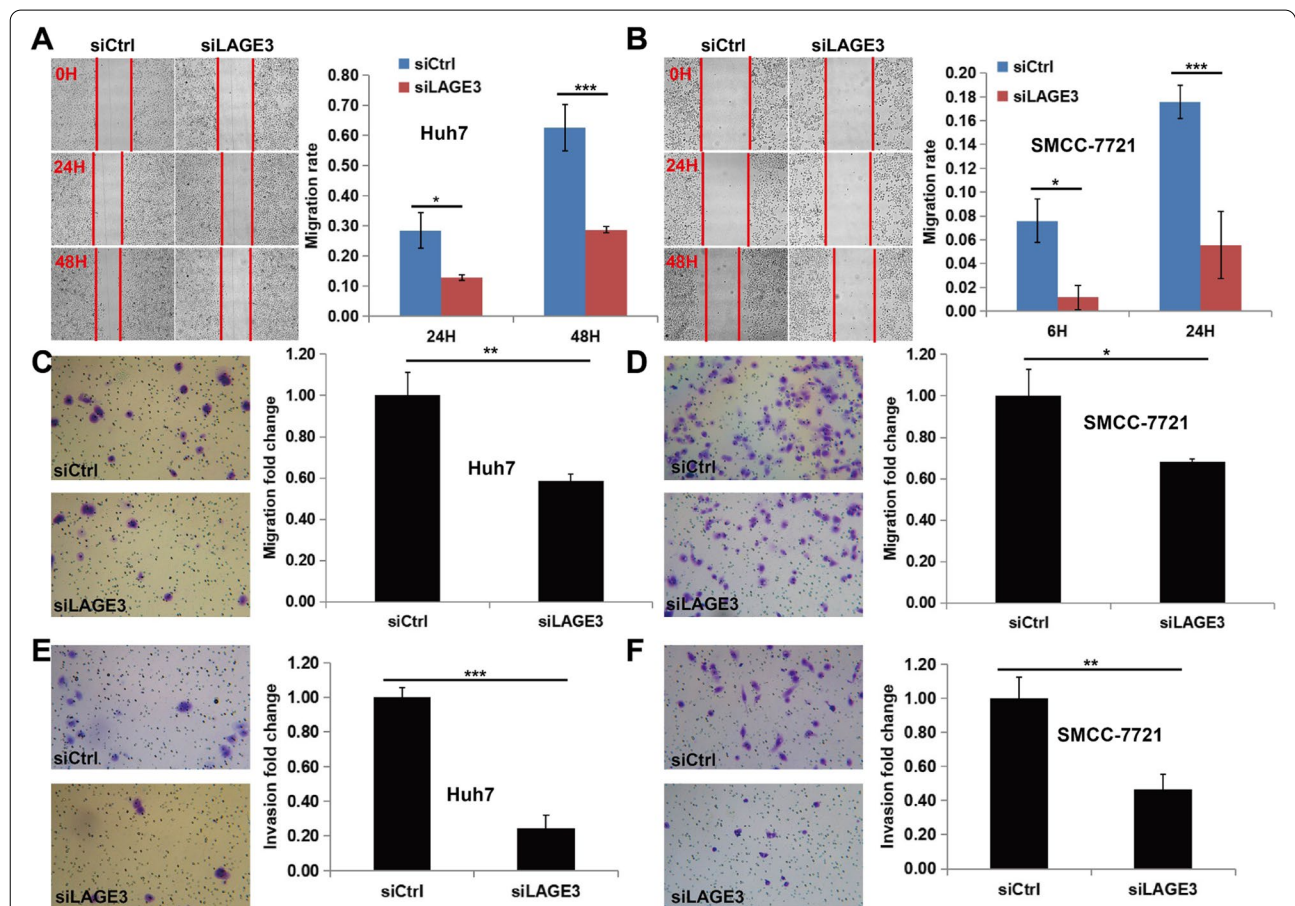 A
siCtrl
siLAGE3
0H
24H
48H
siCtrl
siLAGE3
Huh7
Migration rate
0.80
0.70
0.60
0.50
0.40
0.30
0.20
0.10
0.00
*
***
24H
48H
B
siCtrl
siLAGE3
0H
24H
48H
siCtrl
siLAGE3
SMCC-7721
Migration rate
0.20
0.18
0.16
0.14
0.12
0.10
0.08
0.06
0.04
0.02
0.00
*
***
6H
24H
C
siCtrl
siLAGE3
Migration fold change
1.20
1.00
0.80
0.60
0.40
0.20
0.00
**
Huh7
siCtrl
siLAGE3
D
siCtrl
siLAGE3
Migration fold change
1.20
1.00
0.80
0.60
0.40
0.20
0.00
*
SMCC-7721
siCtrl
siLAGE3
E
siCtrl
siLAGE3
Invasion fold change
1.20
1.00
0.80
0.60
0.40
0.20
0.00
***
Huh7
siCtrl
siLAGE3
F
siCtrl
siLAGE3
Invasion fold change
1.20
1.00
0.80
0.60
0.40
0.20
0.00
**
SMCC-7721
siCtrl
siLAGE3